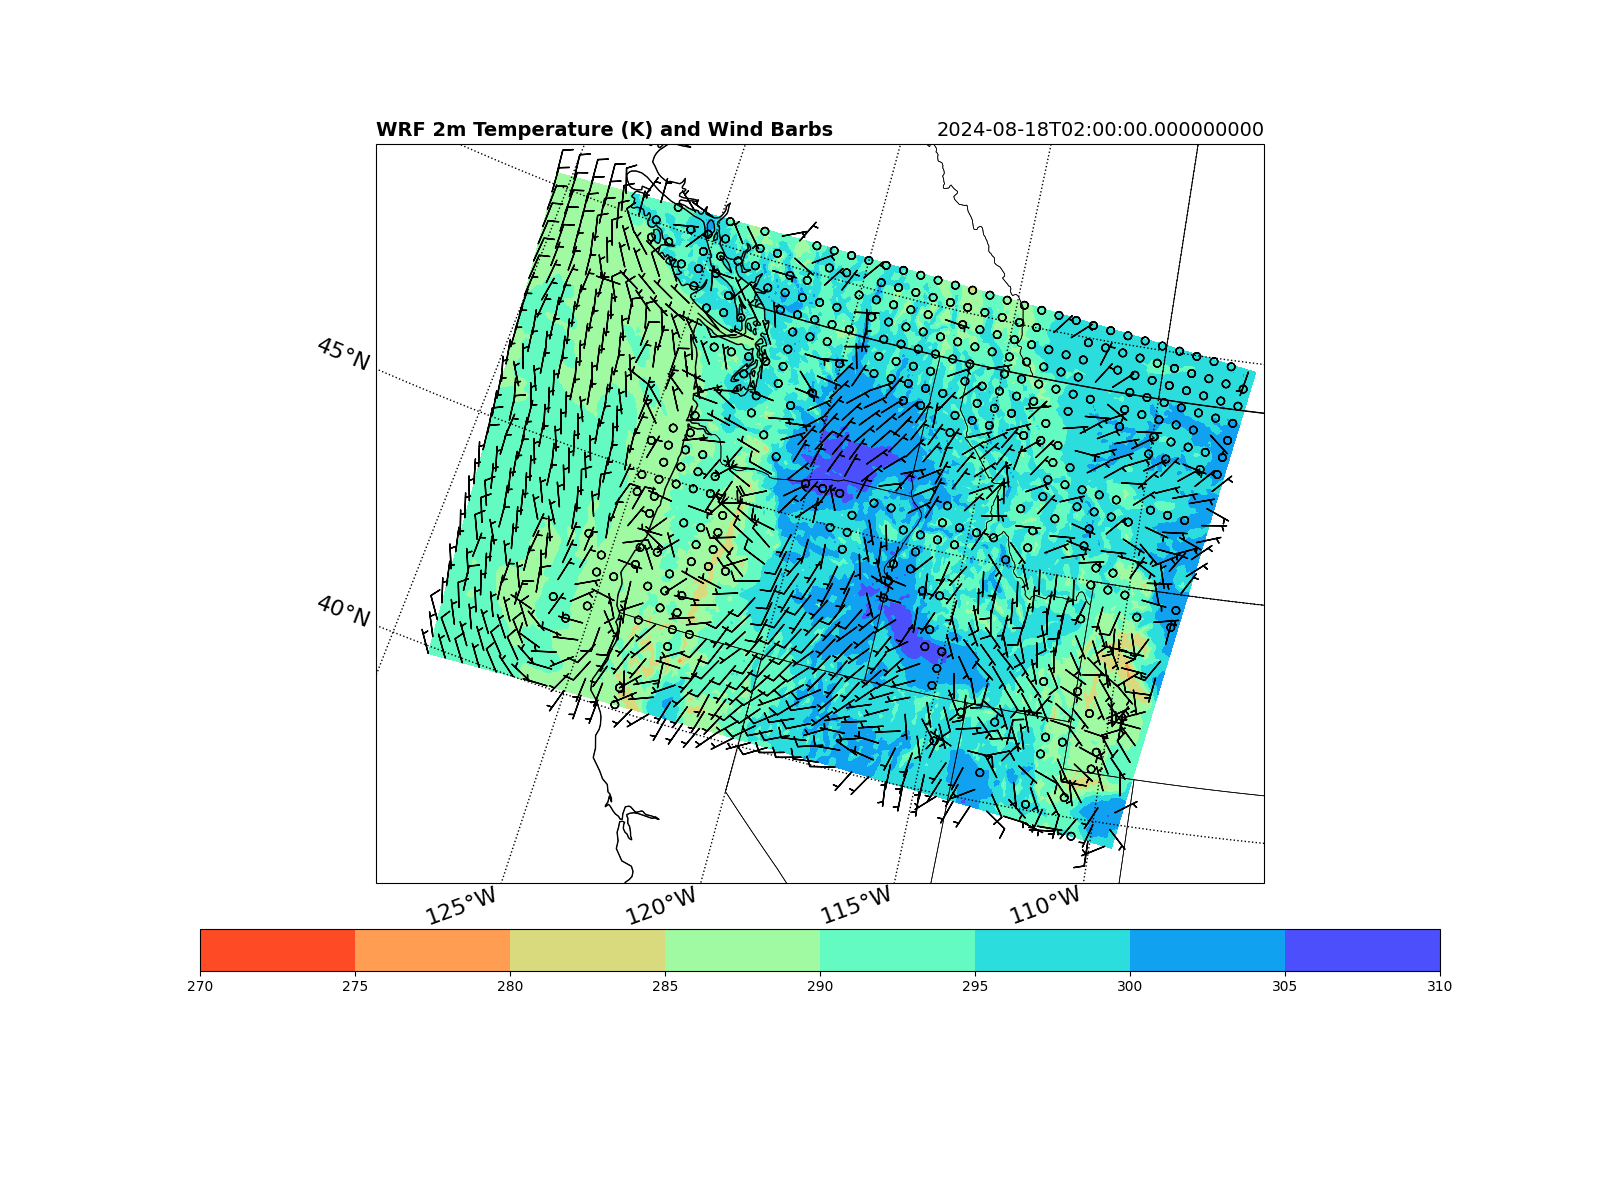 WRF 2m Temperature (K) and Wind Barbs 2024-08-18T02:00:00.000000000
45°N
40°N
125°W 120°W 115°W 110°W
270 275 280 285 290 295 300 305 310